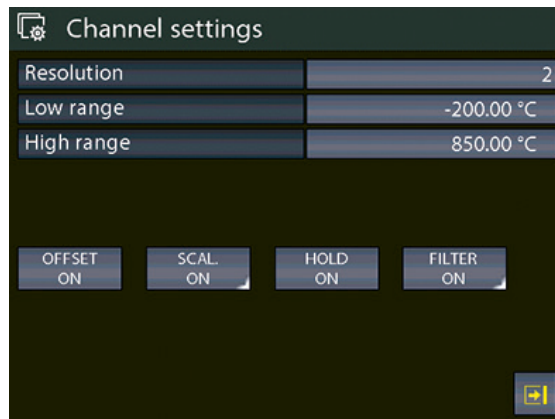 Channel settings
Resolution 2
Low range -200.00 °C
High range 850.00 °C
OFFSET ON
SCAL. ON
HOLD ON
FILTER ON